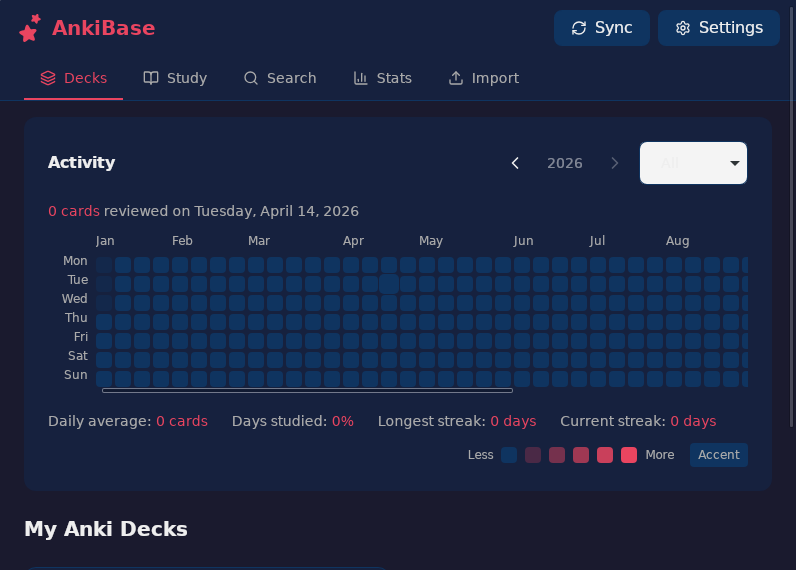 AnkiBase
Sync
Settings
Decks
Study
Search
Stats
Import
Activity
2026
All
0 cards reviewed on Tuesday, April 14, 2026
Jan Feb Mar Apr May Jun Jul Aug
Mon
Tue
Wed
Thu
Fri
Sat
Sun
Daily average: 0 cards Days studied: 0% Longest streak: 0 days Current streak: 0 days
Less More Accent
My Anki Decks